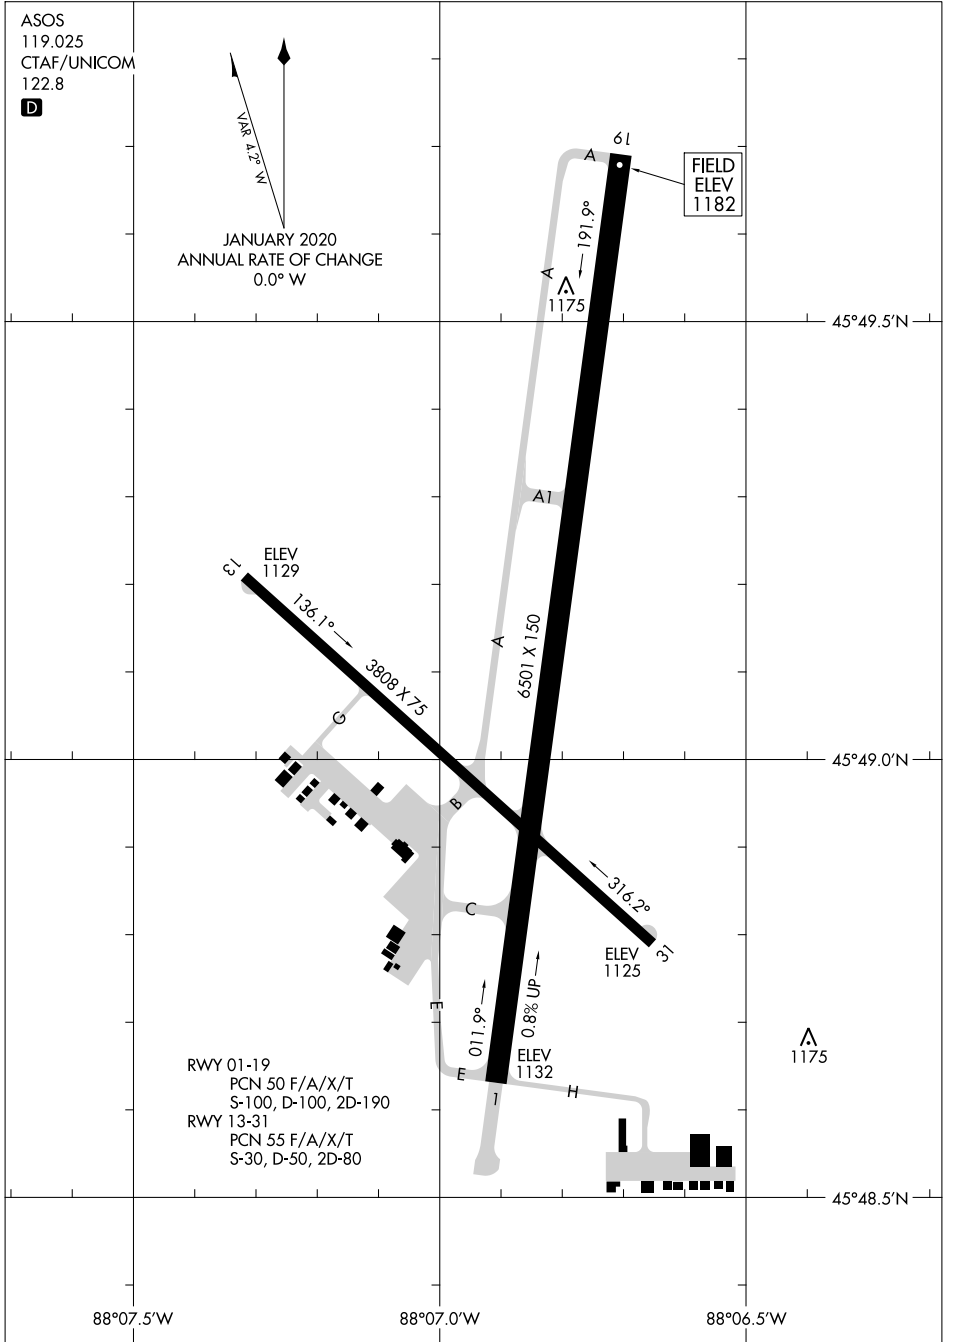 ASOS
119.025
CTAF/UNICOM
122.8
D
VAR 4.2° W
JANUARY 2020
ANNUAL RATE OF CHANGE
0.0° W
19
A
FIELD
ELEV
1182
191.9°
A
1175
45°49.5'N
A1
ELEV
1129
13
136.1°
3808 X 75
A
6501 X 150
G
45°49.0'N
B
316.2°
C
31
ELEV
1125
E
011.9°
0.8% UP
1175
ELEV
1132
E
H
1
RWY 01-19
PCN 50 F/A/X/T
S-100, D-100, 2D-190
RWY 13-31
PCN 55 F/A/X/T
S-30, D-50, 2D-80
45°48.5'N
88°07.5'W
88°07.0'W
88°06.5'W